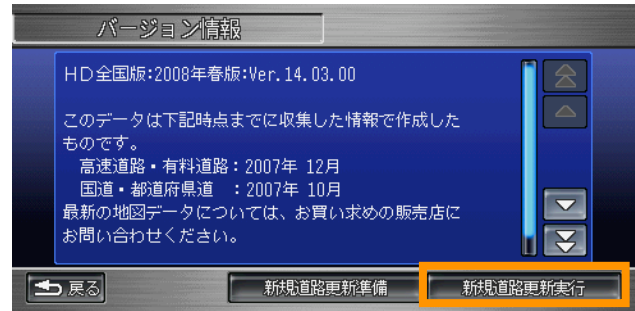 バージョン情報
HD全国版:2008年春版:Ver.14.03.00
このデータは下記時点までに収集した情報で作成した
ものです。
高速道路・有料道路:2007年 12月
国道・都道府県道 :2007年 10月
最新の地図データについては、お買い求めの販売店に
お問い合わせください。
戻る
新規道路更新準備
新規道路更新実行